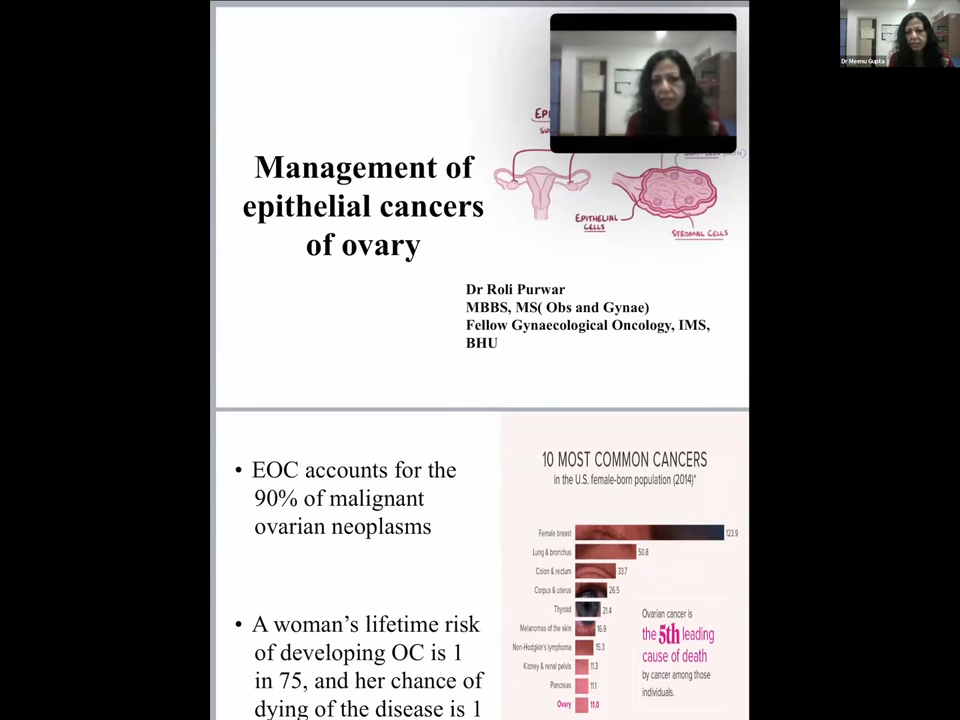 Dr Meenu Gupta
Management of
epithelial cancers
of ovary
EPITHELIAL
CELLS
STROMAL CELLS
Dr Roli Purwar
MBBS, MS( Obs and Gynae)
Fellow Gynaecological Oncology, IMS,
BHU
• EOC accounts for the
90% of malignant
ovarian neoplasms
• A woman's lifetime risk
of developing OC is 1
in 75, and her chance of
dying of the disease is 1
10 MOST COMMON CANCERS
in the U.S. female-born population (2014)*
Female breast 123.9
Lung & bronchus 50.8
Colon & rectum 33.7
Corpus & uterus 26.5
Thyroid 21.4
Melanomas of the skin 16.9
Non-Hodgkin's lymphoma 15.3
Kidney & renal pelvis 11.3
Pancreas 11.1
Ovary 11.0
Ovarian cancer is
the 5th leading
cause of death
by cancer among those
individuals.